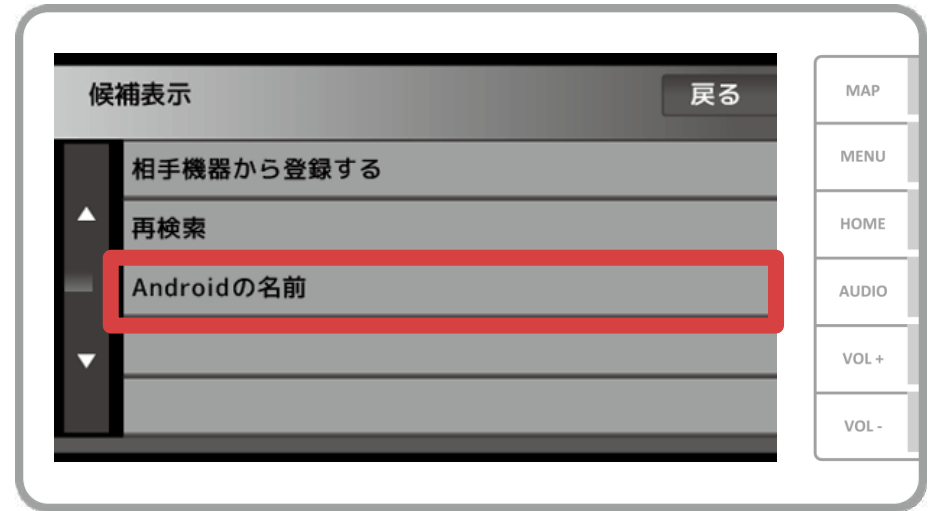 候補表示
戻る
相手機器から登録する
再検索
Androidの名前
MAP
MENU
HOME
AUDIO
VOL +
VOL -